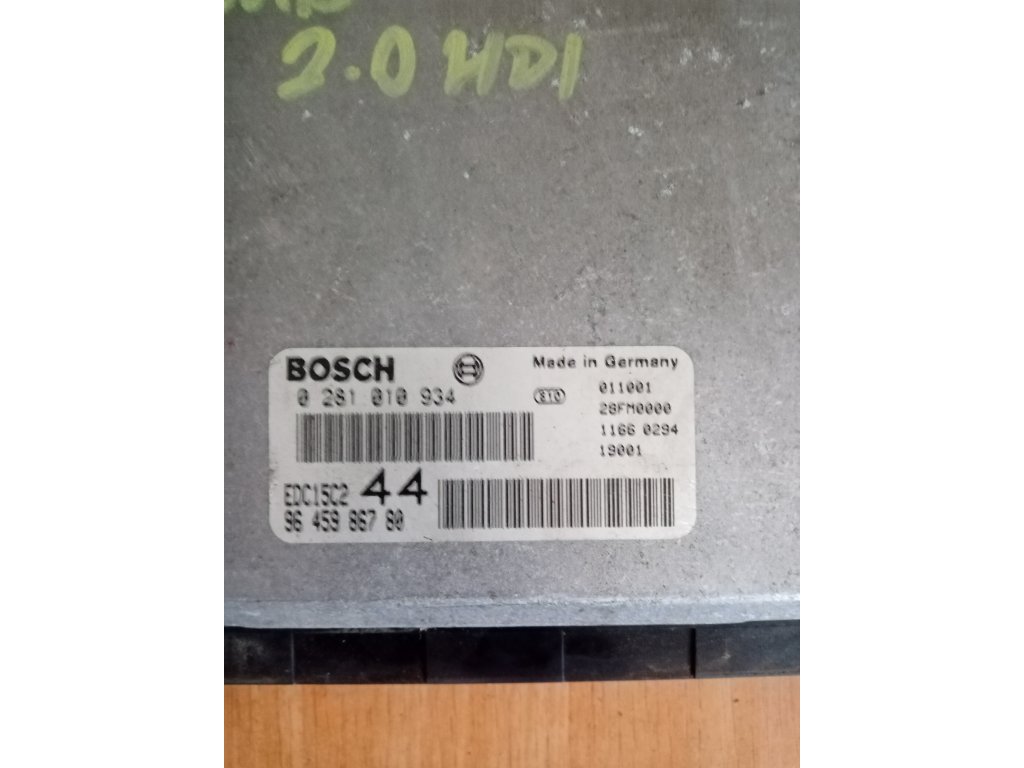 2.0 HDI
BOSCH
Made in Germany
0 281 010 934
810
011001
28FM0000
1166 0294
19001
EDC15C2 44
96 459 867 80